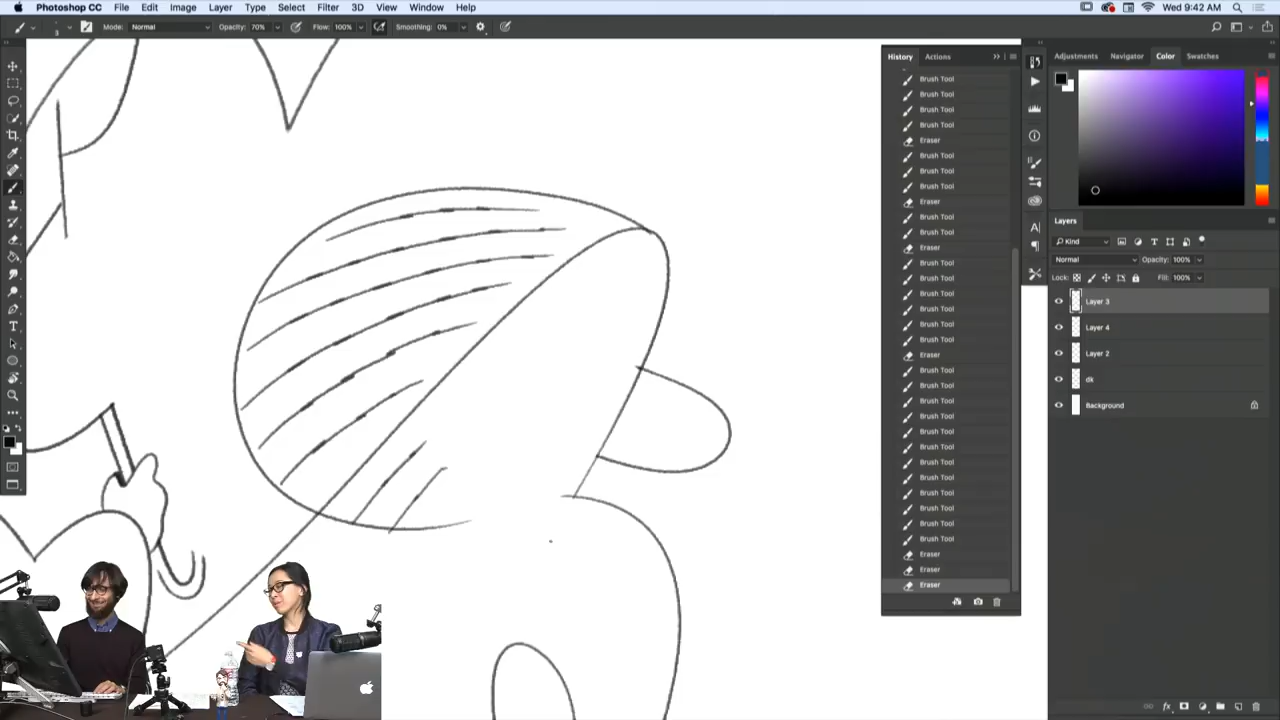 Photoshop CC File Edit Image Layer Type Select Filter 3D View Window Help Wed 9:42 AM
3 Mode: Normal Opacity: 70% Flow: 100% Smoothing: 0%
History Actions
Brush Tool
Brush Tool
Brush Tool
Brush Tool
Eraser
Brush Tool
Brush Tool
Brush Tool
Eraser
Brush Tool
Brush Tool
Eraser
Brush Tool
Brush Tool
Brush Tool
Brush Tool
Brush Tool
Brush Tool
Eraser
Brush Tool
Brush Tool
Brush Tool
Brush Tool
Brush Tool
Brush Tool
Brush Tool
Brush Tool
Brush Tool
Brush Tool
Brush Tool
Brush Tool
Eraser
Eraser
Eraser
Adjustments Navigator Color Swatches
Layers
Kind
Normal Opacity: 100%
Lock: Fill: 100%
Layer 3
Layer 4
Layer 2
dk
Background